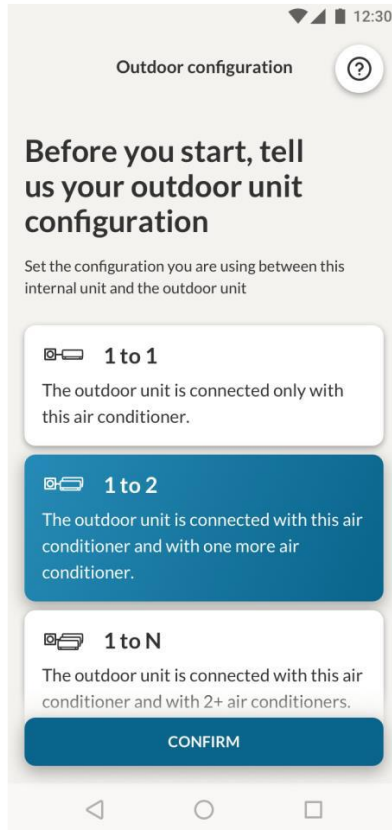 12:30
Outdoor configuration
Before you start, tell
us your outdoor unit
configuration
Set the configuration you are using between this
internal unit and the outdoor unit
1 to 1
The outdoor unit is connected only with
this air conditioner.
1 to 2
The outdoor unit is connected with this air
conditioner and with one more air
conditioner.
1 to N
The outdoor unit is connected with this air
conditioner and with 2+ air conditioners.
CONFIRM